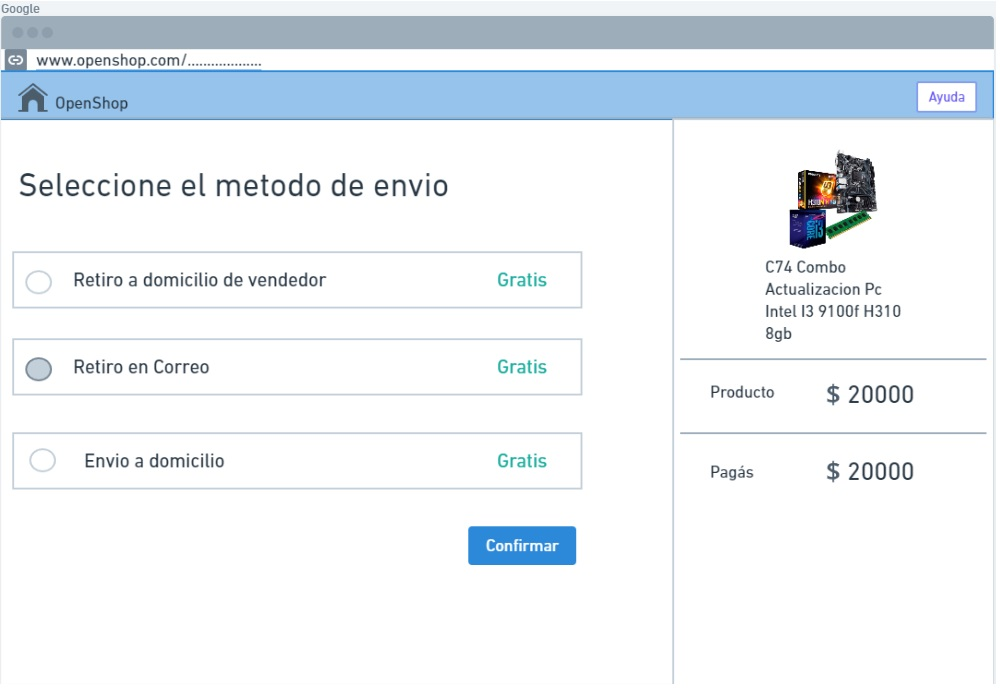 Google
www.openshop.com/...................
OpenShop
Ayuda
Seleccione el metodo de envio
Retiro a domicilio de vendedor Gratis
Retiro en Correo Gratis
Envio a domicilio Gratis
Confirmar
C74 Combo
Actualizacion Pc
Intel I3 9100f H310
8gb
Producto $ 20000
Pagás $ 20000